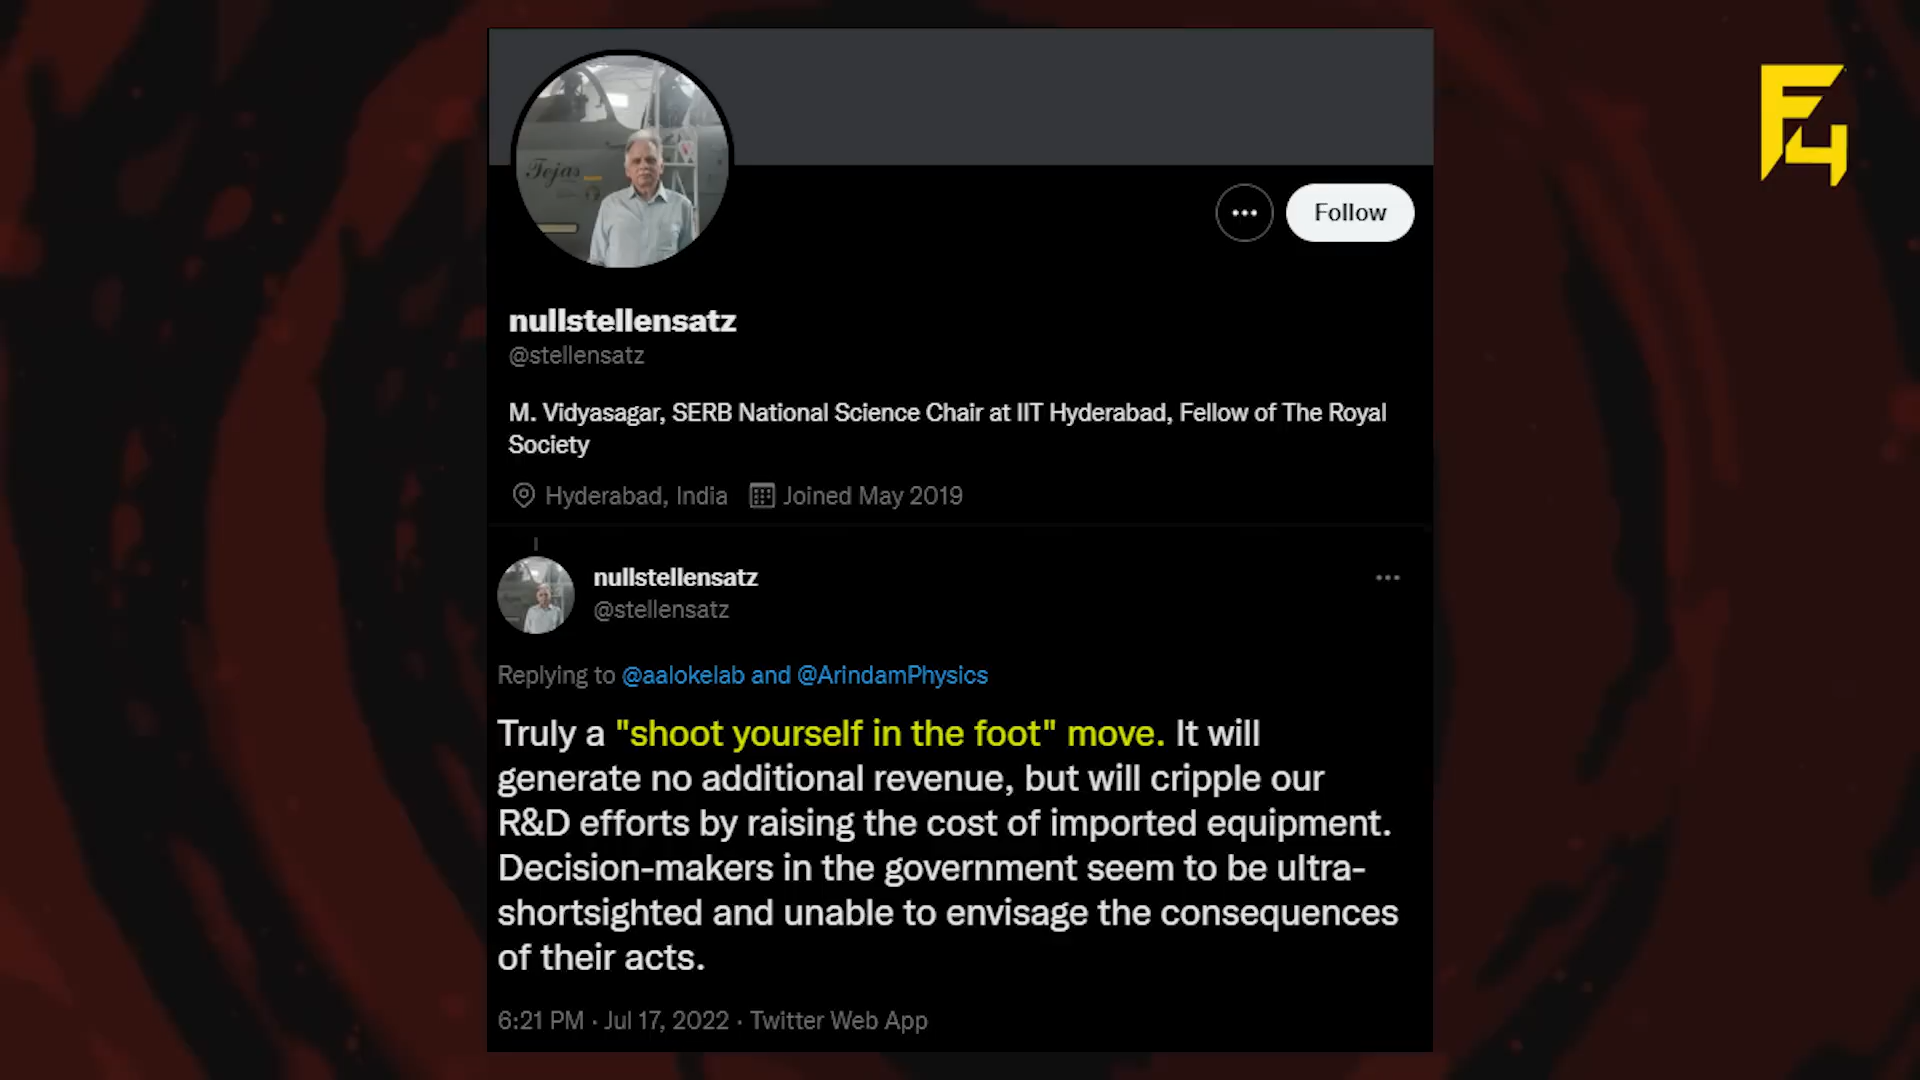 F4
Tejas
Follow
nullstellensatz
@stellensatz
M. Vidyasagar, SERB National Science Chair at IIT Hyderabad, Fellow of The Royal
Society
Hyderabad, India Joined May 2019
nullstellensatz
@stellensatz
Replying to @aalokelab and @ArindamPhysics
Truly a "shoot yourself in the foot" move. It will
generate no additional revenue, but will cripple our
R&D efforts by raising the cost of imported equipment.
Decision-makers in the government seem to be ultra-
shortsighted and unable to envisage the consequences
of their acts.
6:21 PM · Jul 17, 2022 · Twitter Web App